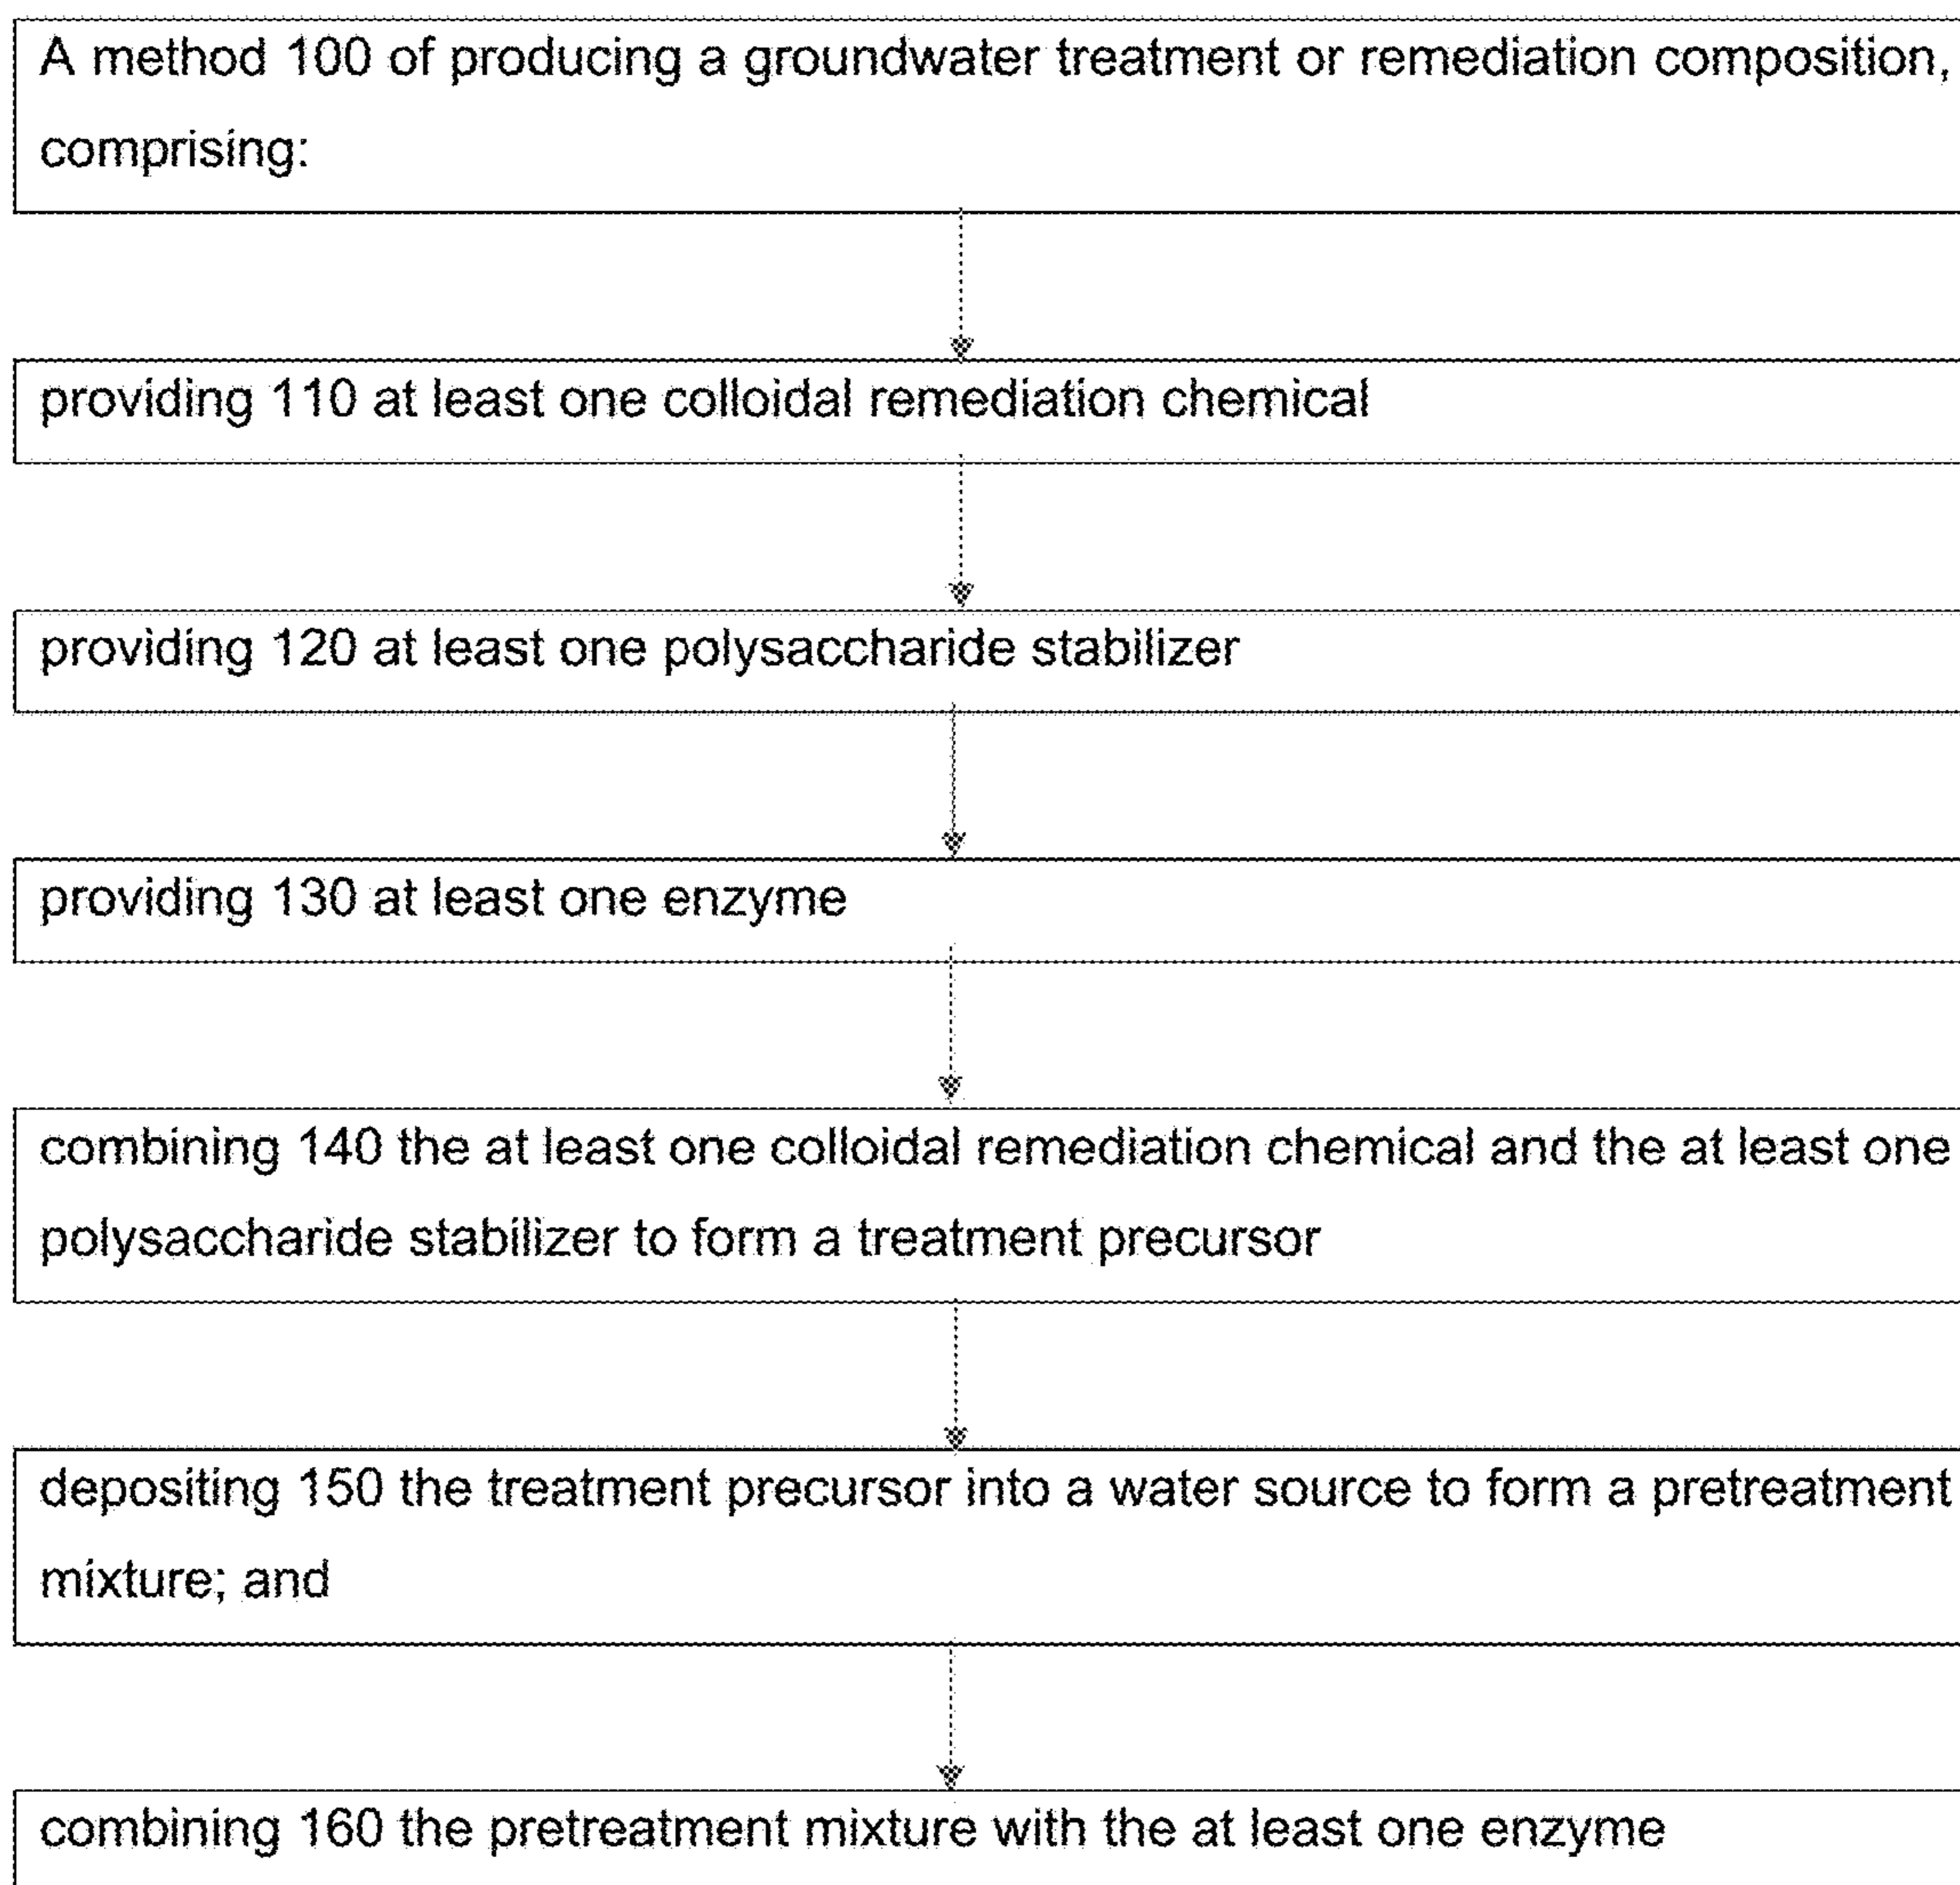 A method 100 of producing a groundwater treatment or remediation composition,
comprising:
providing 110 at least one colloidal remediation chemical
providing 120 at least one polysaccharide stabilizer
providing 130 at least one enzyme
combining 140 the at least one colloidal remediation chemical and the at least one
polysaccharide stabilizer to form a treatment precursor
depositing 150 the treatment precursor into a water source to form a pretreatment
mixture; and
combining 160 the pretreatment mixture with the at least one enzyme